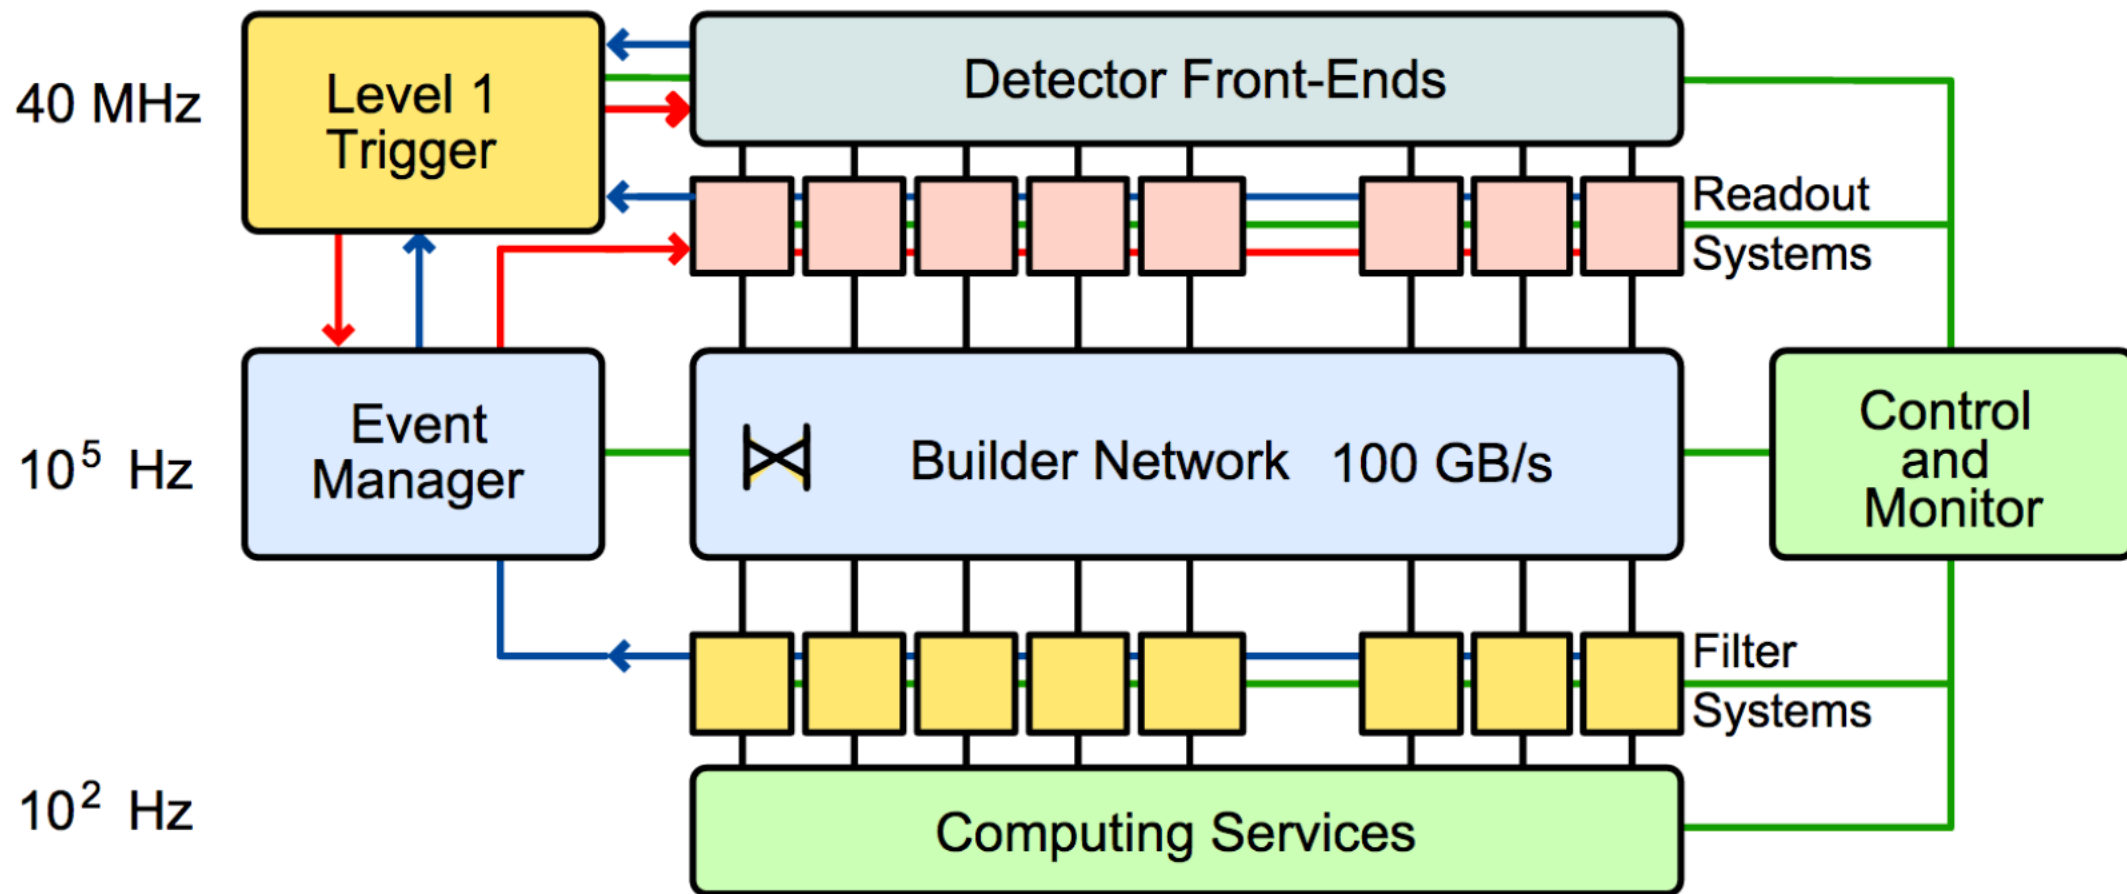 40 MHz
Level 1
Trigger
Detector Front-Ends
Readout
Systems
10⁵ Hz
Event
Manager
Builder Network 100 GB/s
Control
and
Monitor
Filter
Systems
10² Hz
Computing Services